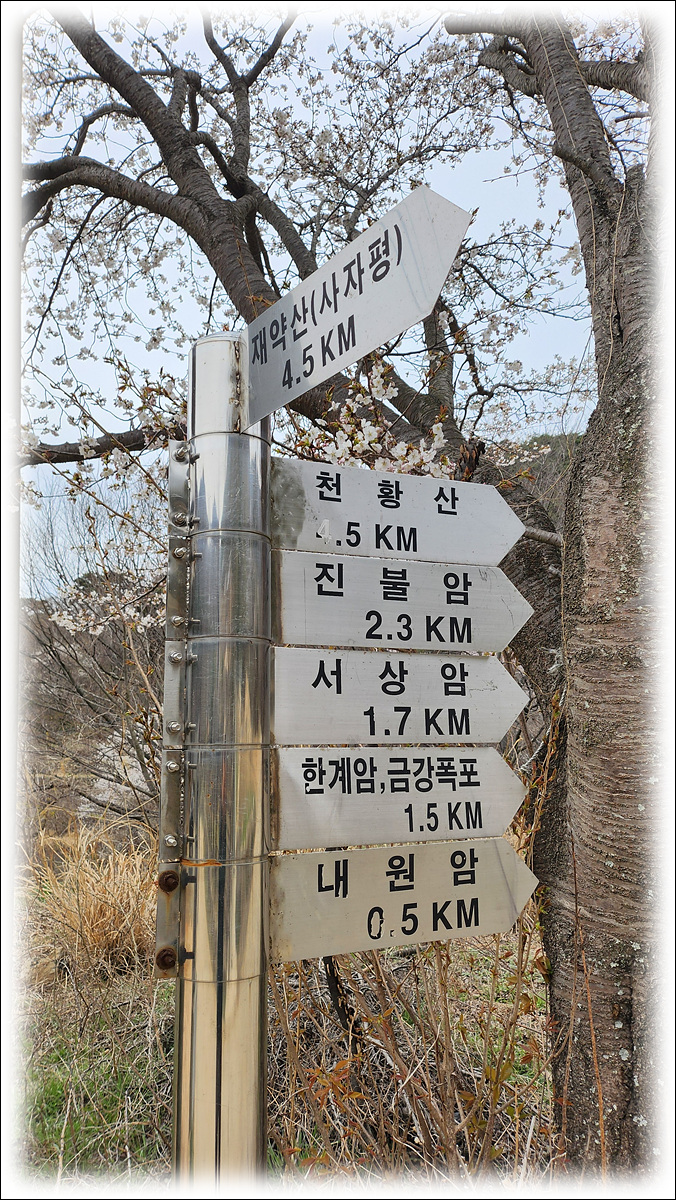 재약산(사자평)
4.5 KM
천 황 산
4.5 KM
진 불 암
2.3 KM
서 상 암
1.7 KM
한계암,금강폭포
1.5 KM
내 원 암
0.5 KM